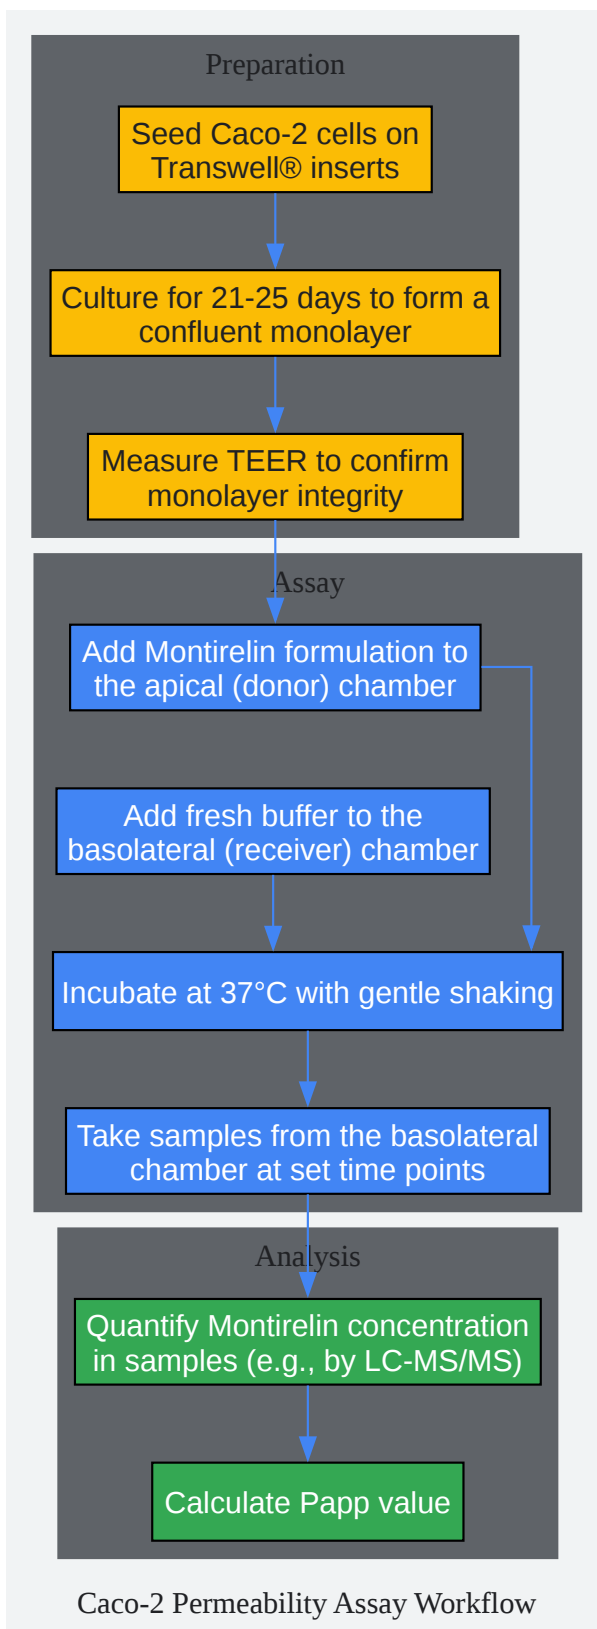 Preparation
Seed Caco-2 cells on
Transwell® inserts
Culture for 21-25 days to form a
confluent monolayer
Measure TEER to confirm
monolayer integrity
Assay
Add Montirelin formulation to
the apical (donor) chamber
Add fresh buffer to the
basolateral (receiver) chamber
Incubate at 37°C with gentle shaking
Take samples from the basolateral
chamber at set time points
Analysis
Quantify Montirelin concentration
in samples (e.g., by LC-MS/MS)
Calculate Papp value
Caco-2 Permeability Assay Workflow